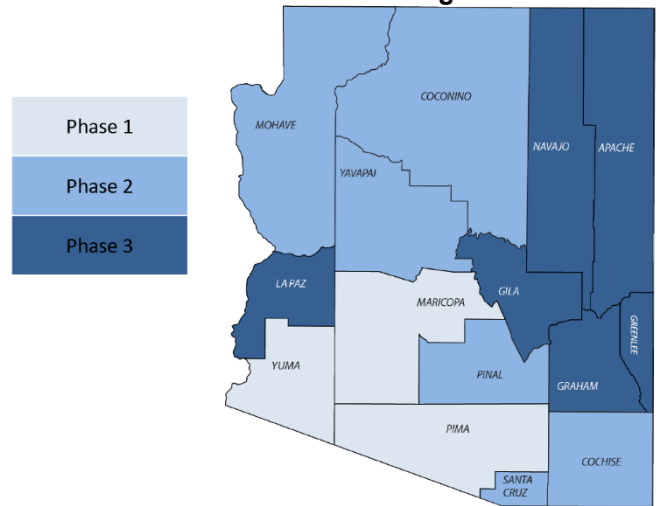 Phase 1
Phase 2
Phase 3
COCONINO
MOHAVE
NAVAJO
APACHE
YAVAPAI
LA PAZ
GILA
MARICOPA
GREENLEE
YUMA
PINAL
GRAHAM
PIMA
COCHISE
SANTA
CRUZ